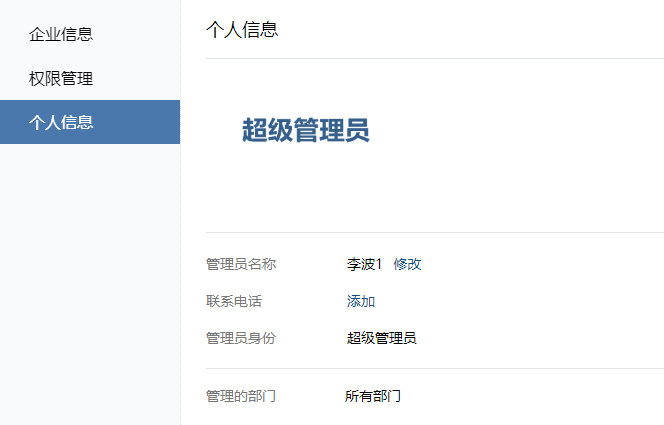 企业信息
权限管理
个人信息
个人信息
超级管理员
管理员名称 李波1 修改
联系电话 添加
管理员身份 超级管理员
管理的部门 所有部门